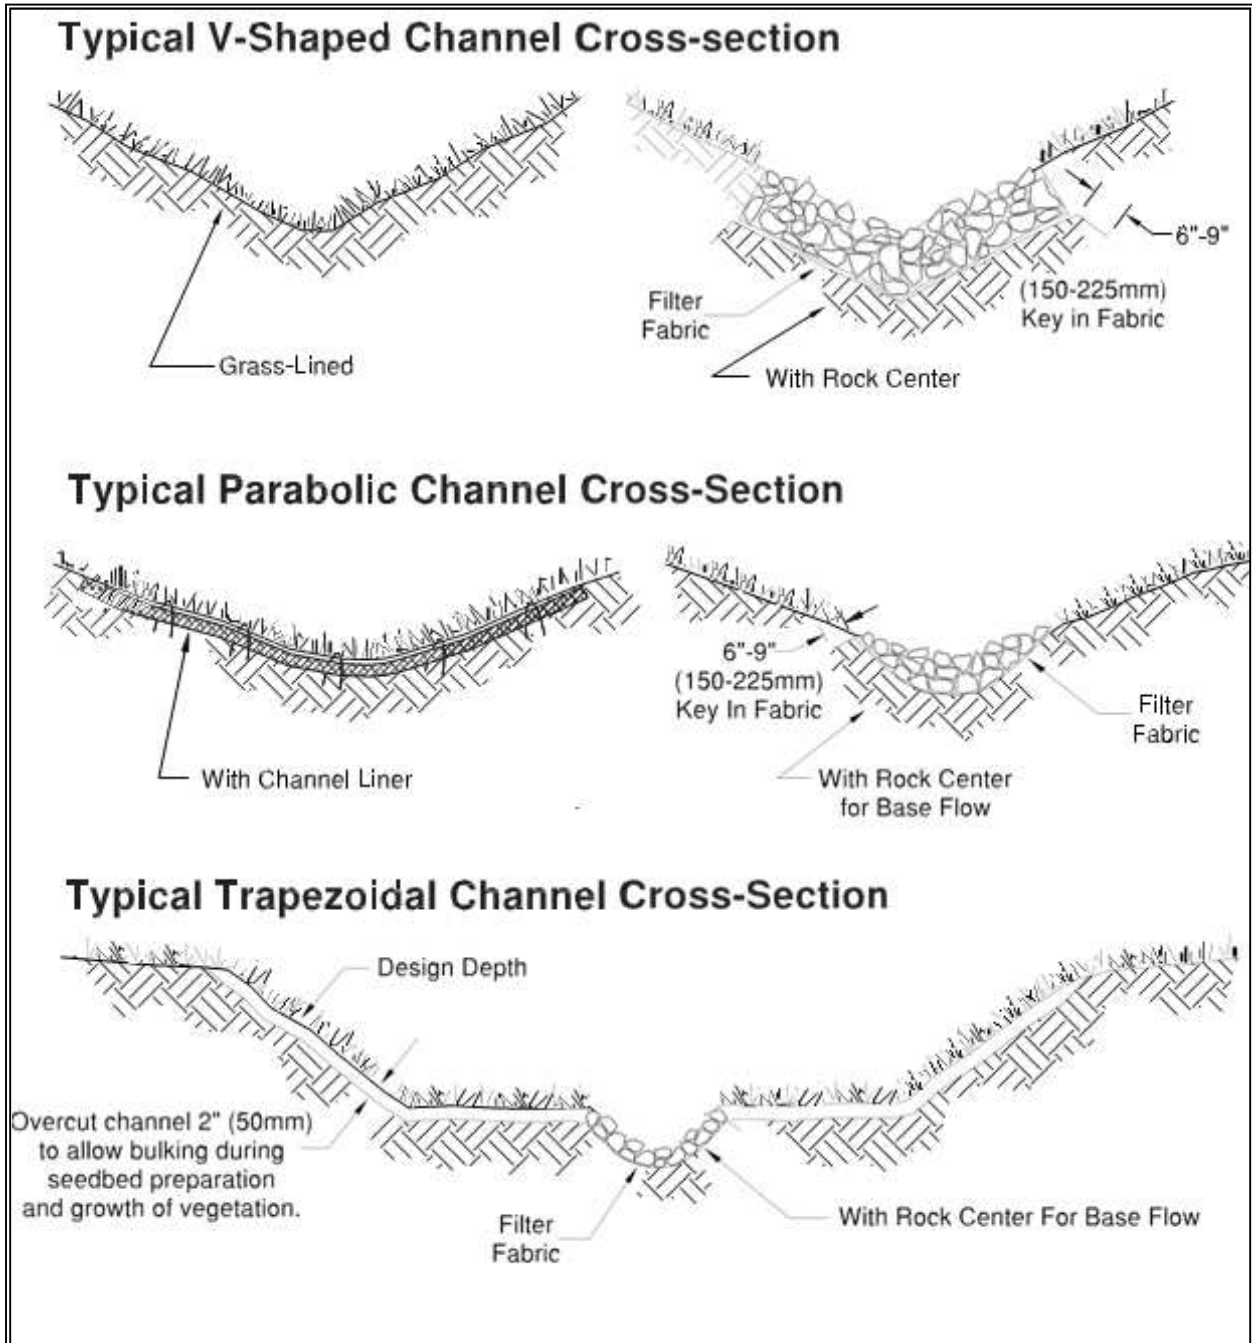 Typical V-Shaped Channel Cross-section
6"-9"
Filter
Fabric
(150-225mm)
Key in Fabric
Grass-Lined
With Rock Center
Typical Parabolic Channel Cross-Section
6"-9"
(150-225mm)
Key In Fabric
Filter
Fabric
With Channel Liner
With Rock Center
for Base Flow
Typical Trapezoidal Channel Cross-Section
Design Depth
Overcut channel 2" (50mm)
to allow bulking during
seedbed preparation
and growth of vegetation.
Filter
Fabric
With Rock Center For Base Flow